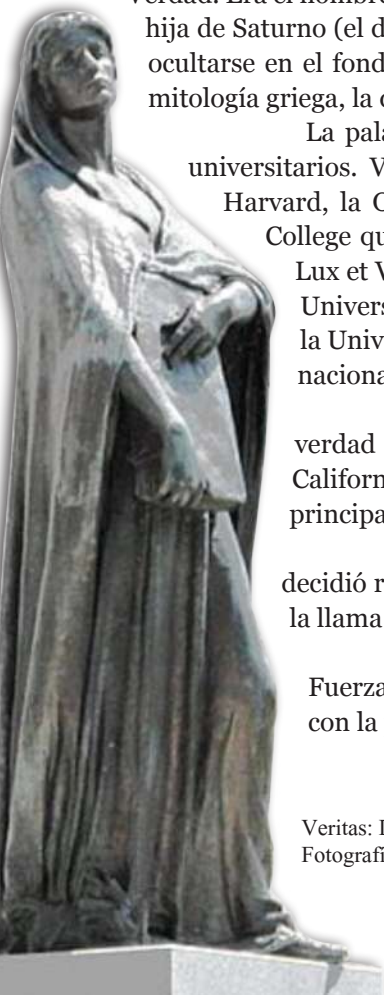 verdad. Era el nombre
hija de Saturno (el d
ocultarse en el fond
mitología griega, la
La pala
universitarios. V
Harvard, la C
College qu
Lux et V
Univers
la Univ
naciona
verdad
Californ
principa
decidió r
la llama
Fuerza
con la
Veritas: I
Fotografí